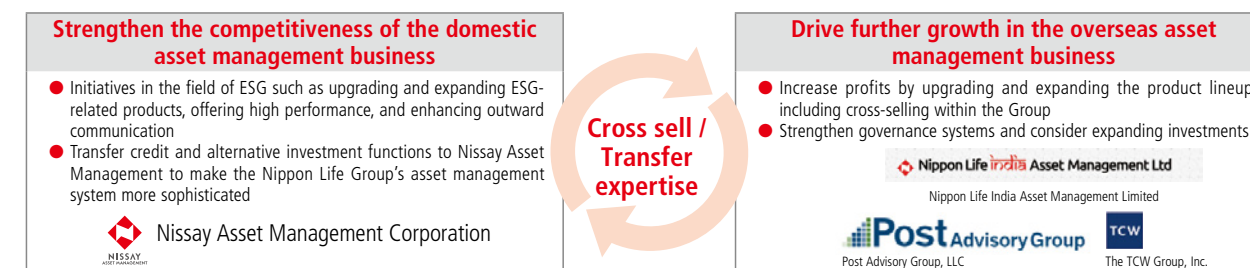 Strengthen the competitiveness of the domestic
asset management business
● Initiatives in the field of ESG such as upgrading and expanding ESG-
related products, offering high performance, and enhancing outward
communication
● Transfer credit and alternative investment functions to Nissay Asset
Management to make the Nippon Life Group's asset management
system more sophisticated
NISSAY
ASSET MANAGEMENT
Nissay Asset Management Corporation
Cross sell /
Transfer
expertise
Drive further growth in the overseas asset
management business
● Increase profits by upgrading and expanding the product lineup
including cross-selling within the Group
● Strengthen governance systems and consider expanding investments
Nippon Life india Asset Management Ltd
Nippon Life India Asset Management Limited
Post Advisory Group
Post Advisory Group, LLC
TCW
The TCW Group, Inc.